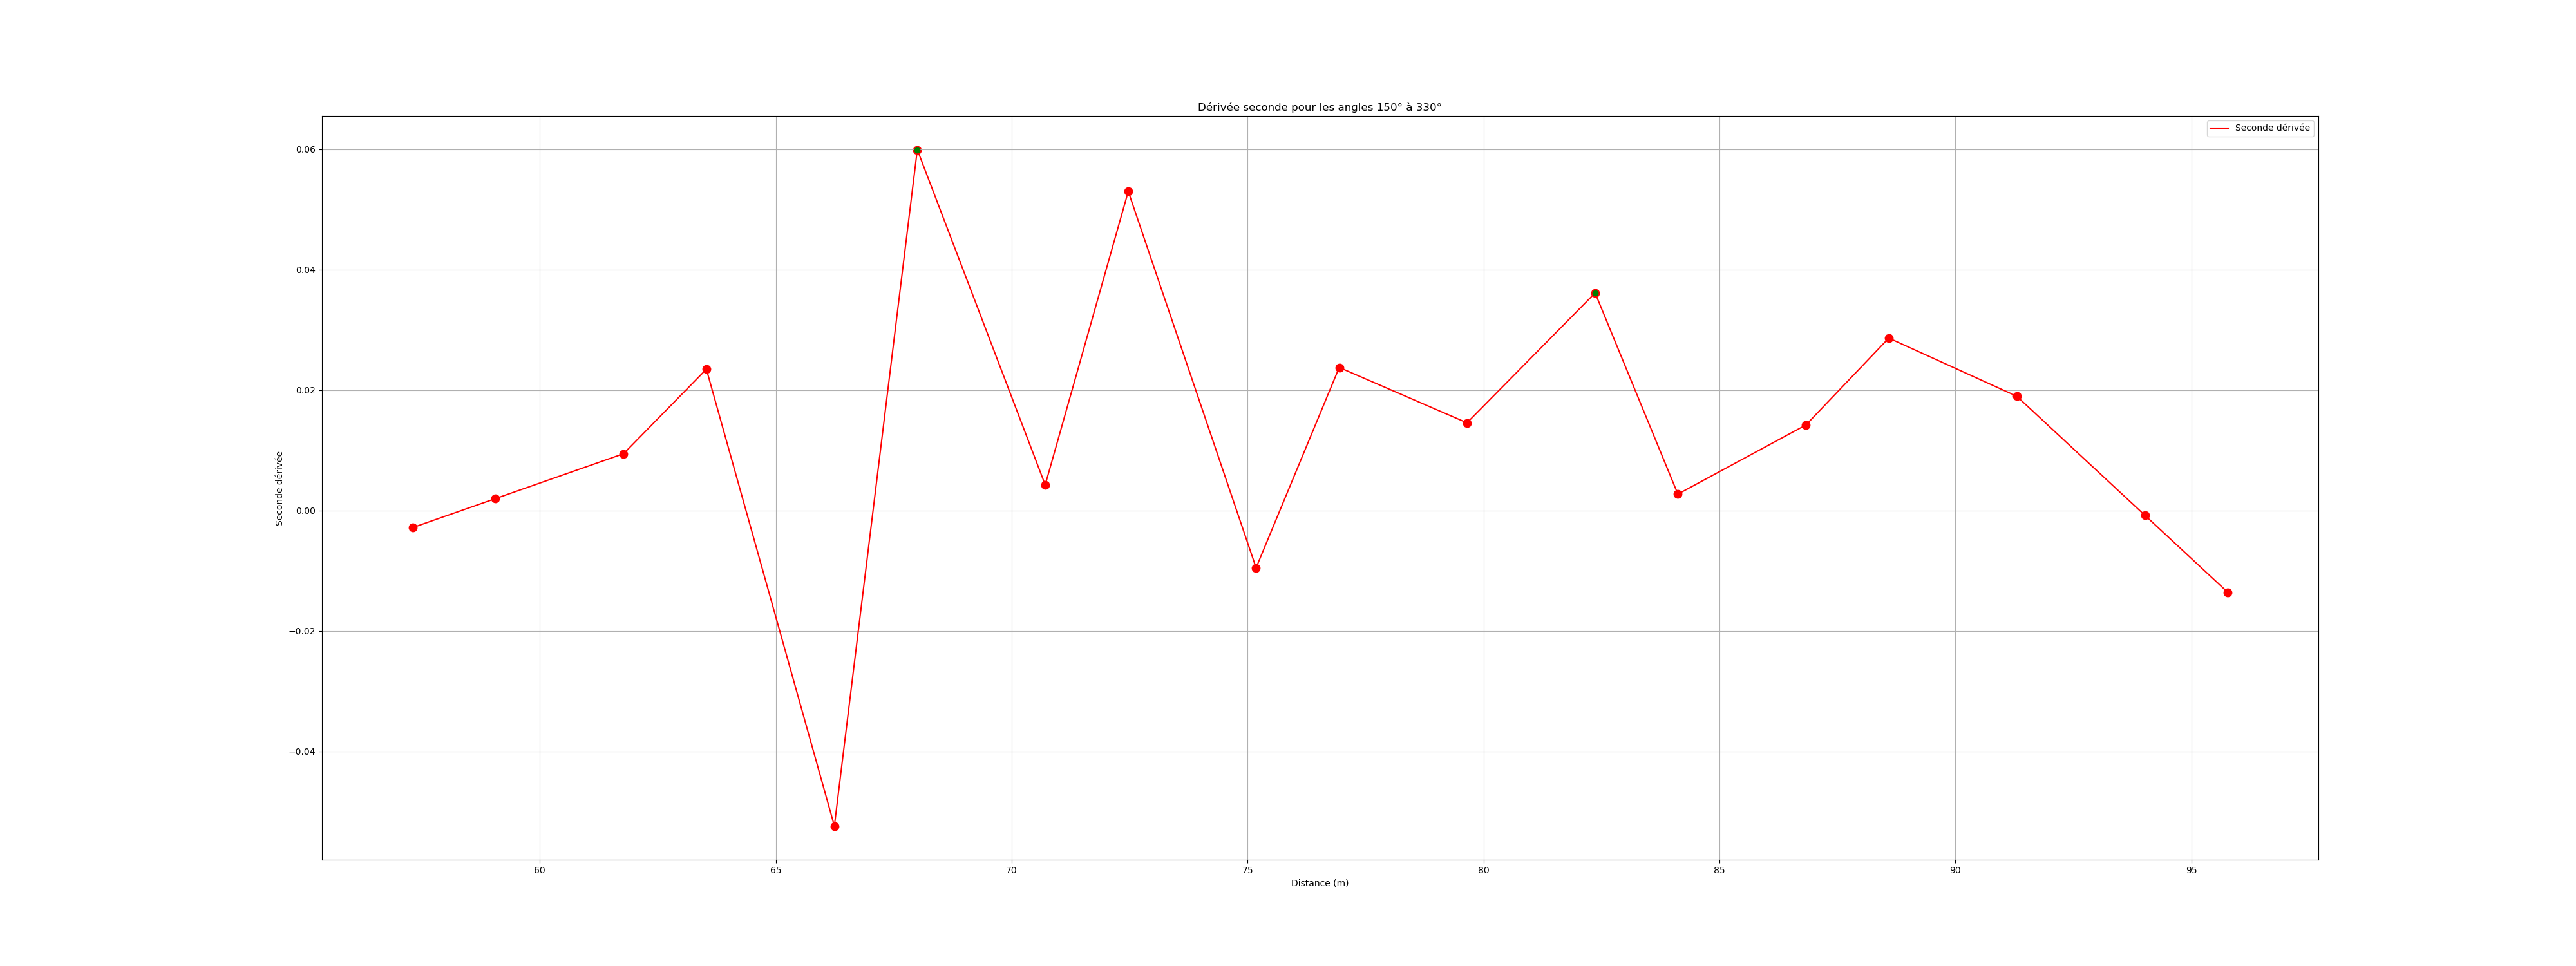 Dérivée seconde pour les angles 150° à 330°
Seconde dérivée
0.06
0.04
0.02
0.00
−0.02
−0.04
Seconde dérivée
60 65 70 75 80 85 90 95
Distance (m)